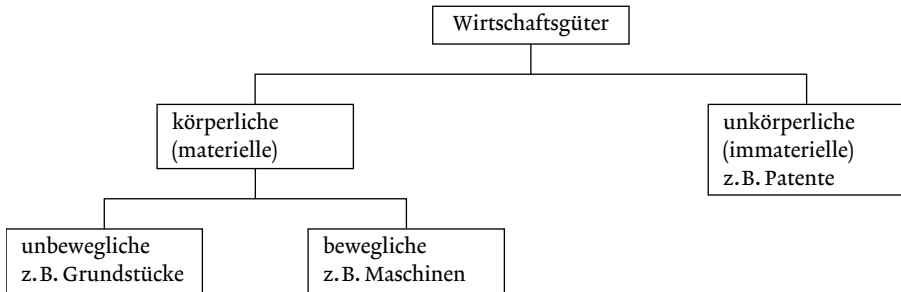 Wirtschaftsgüter
körperliche
(materielle)
unkörperliche
(immaterielle)
z.B. Patente
unbewegliche
z.B. Grundstücke
bewegliche
z.B. Maschinen